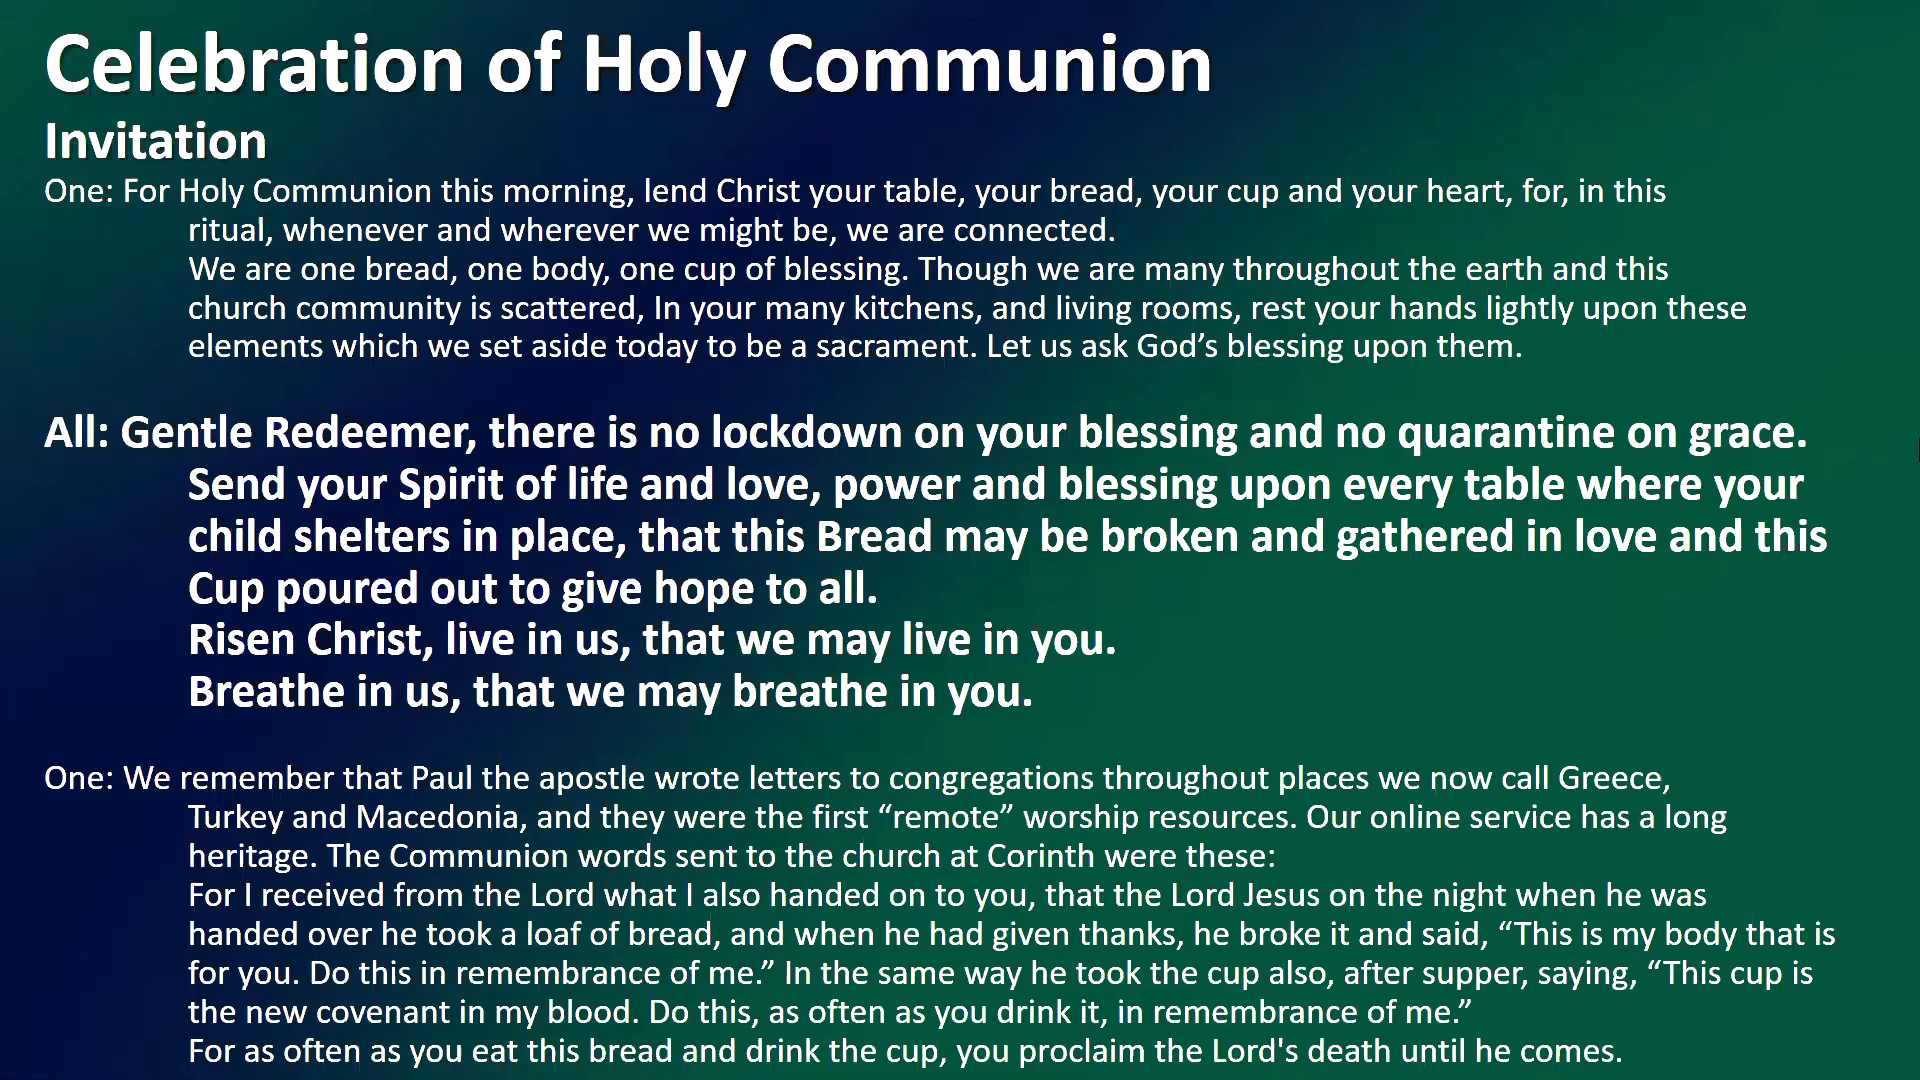 Celebration of Holy Communion
Invitation
One: For Holy Communion this morning, lend Christ your table, your bread, your cup and your heart, for, in this
ritual, whenever and wherever we might be, we are connected.
We are one bread, one body, one cup of blessing. Though we are many throughout the earth and this
church community is scattered, In your many kitchens, and living rooms, rest your hands lightly upon these
elements which we set aside today to be a sacrament. Let us ask God’s blessing upon them.
All: Gentle Redeemer, there is no lockdown on your blessing and no quarantine on grace.
Send your Spirit of life and love, power and blessing upon every table where your
child shelters in place, that this Bread may be broken and gathered in love and this
Cup poured out to give hope to all.
Risen Christ, live in us, that we may live in you.
Breathe in us, that we may breathe in you.
One: We remember that Paul the apostle wrote letters to congregations throughout places we now call Greece,
Turkey and Macedonia, and they were the first “remote” worship resources. Our online service has a long
heritage. The Communion words sent to the church at Corinth were these:
For I received from the Lord what I also handed on to you, that the Lord Jesus on the night when he was
handed over he took a loaf of bread, and when he had given thanks, he broke it and said, “This is my body that is
for you. Do this in remembrance of me.” In the same way he took the cup also, after supper, saying, “This cup is
the new covenant in my blood. Do this, as often as you drink it, in remembrance of me.”
For as often as you eat this bread and drink the cup, you proclaim the Lord's death until he comes.